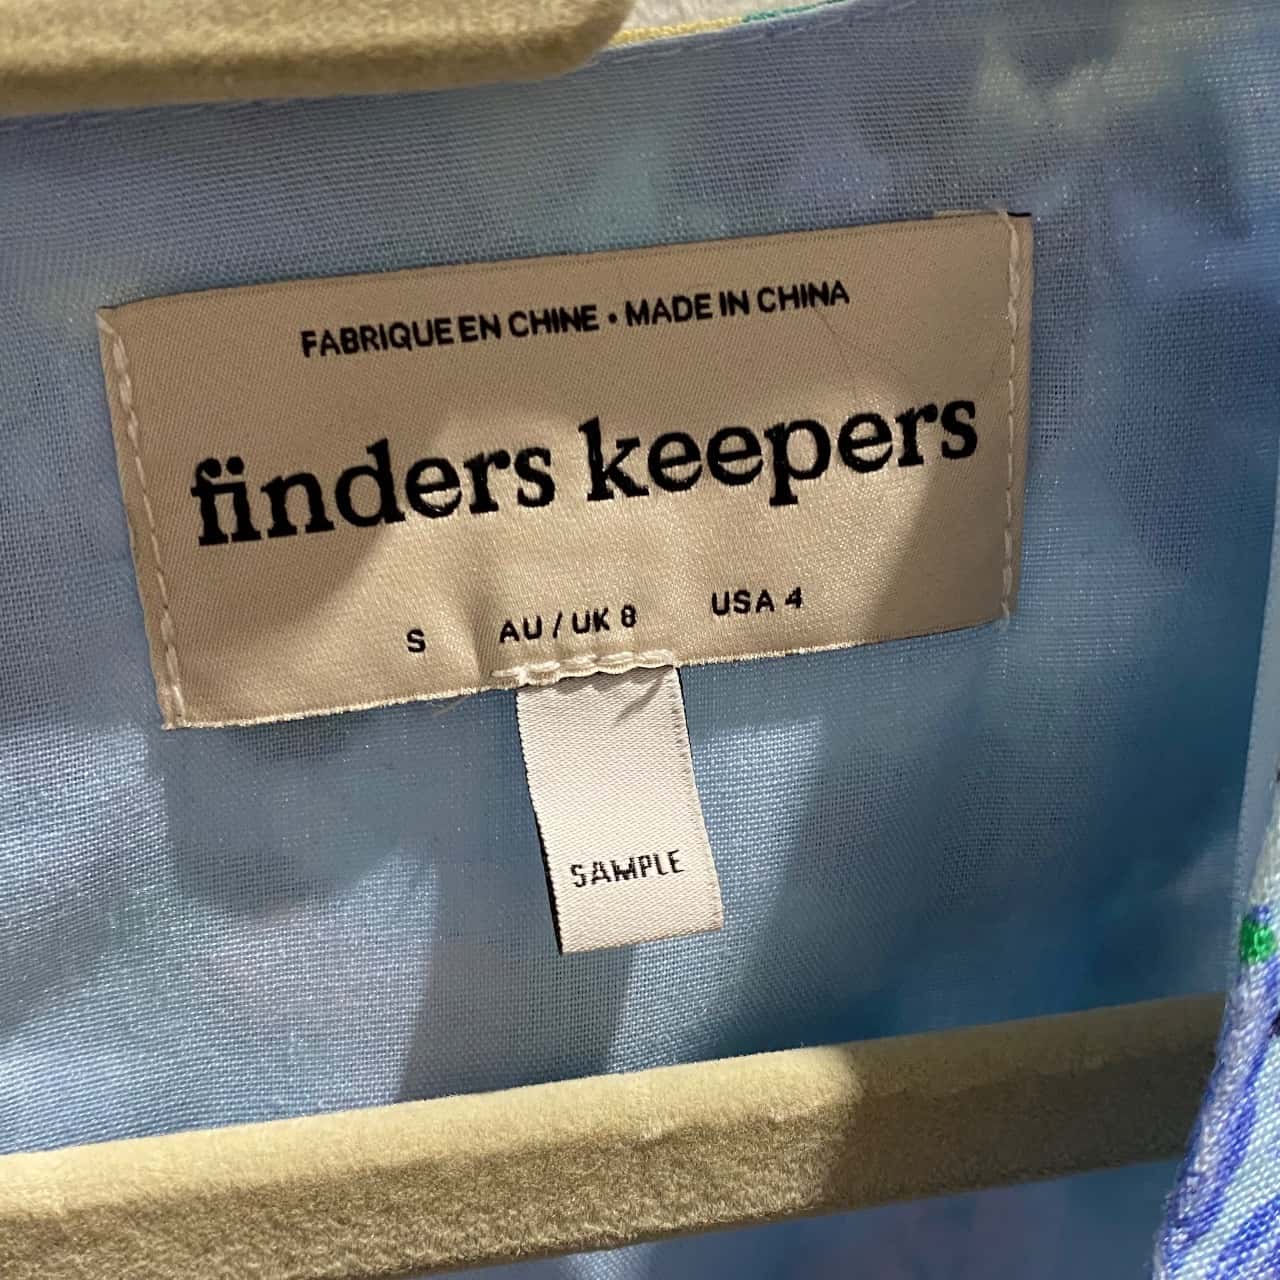 FABRIQUE EN CHINE • MADE IN CHINA
finders keepers
S AU / UK 8 USA 4
SAMPLE